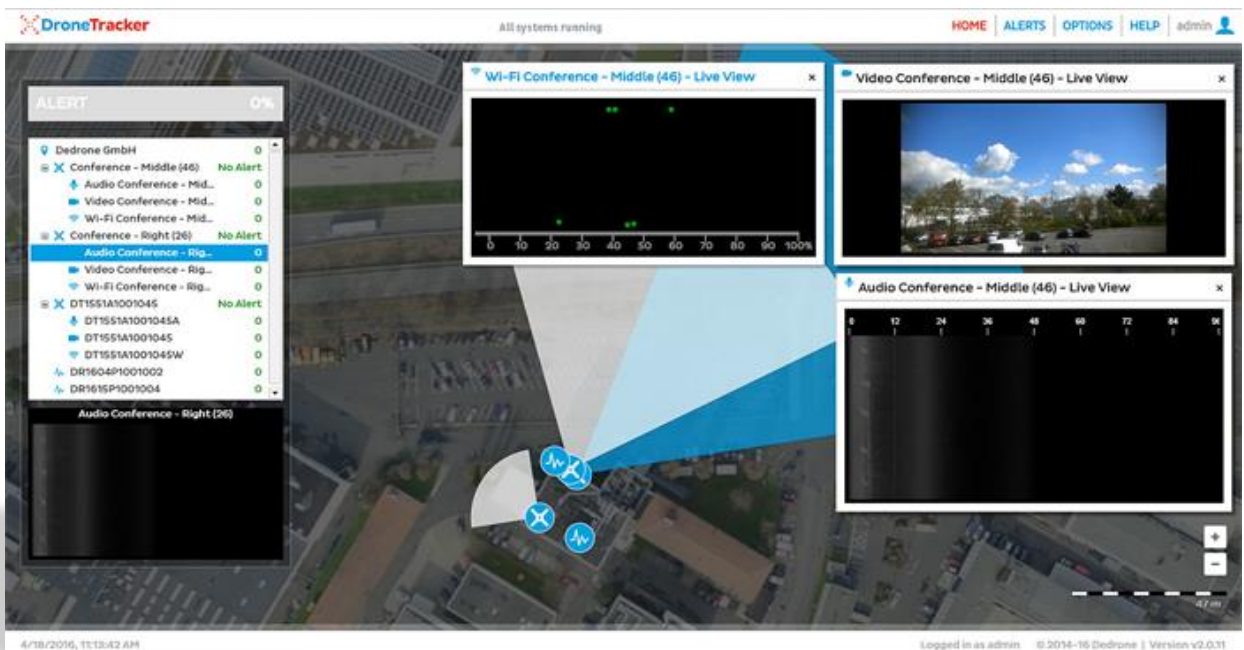 DroneTracker
All systems running
HOME | ALERTS | OPTIONS | HELP | admin
ALERT 0%
Dedrone GmbH 0
Conference - Middle (46) No Alert
Audio Conference - Mid... 0
Video Conference - Mid... 0
Wi-Fi Conference - Mid... 0
Conference - Right (26) No Alert
Audio Conference - Rig... 0
Video Conference - Rig... 0
Wi-Fi Conference - Rig... 0
DT1551A1001045 No Alert
DT1551A1001045A 0
DT1551A1001045 0
DT1551A1001045W 0
DR1604P1001002 0
DR1615P1001004 0
Audio Conference - Right (26)
Wi-Fi Conference - Middle (46) - Live View ×
0 10 20 30 40 50 60 70 80 90 100%
Video Conference - Middle (46) - Live View ×
Audio Conference - Middle (46) - Live View ×
0 12 24 36 48 60 72 84 96
+
−
47 m
4/18/2016, 11:13:42 AM
Logged in as admin © 2014-16 Dedrone | Version v2.0.11